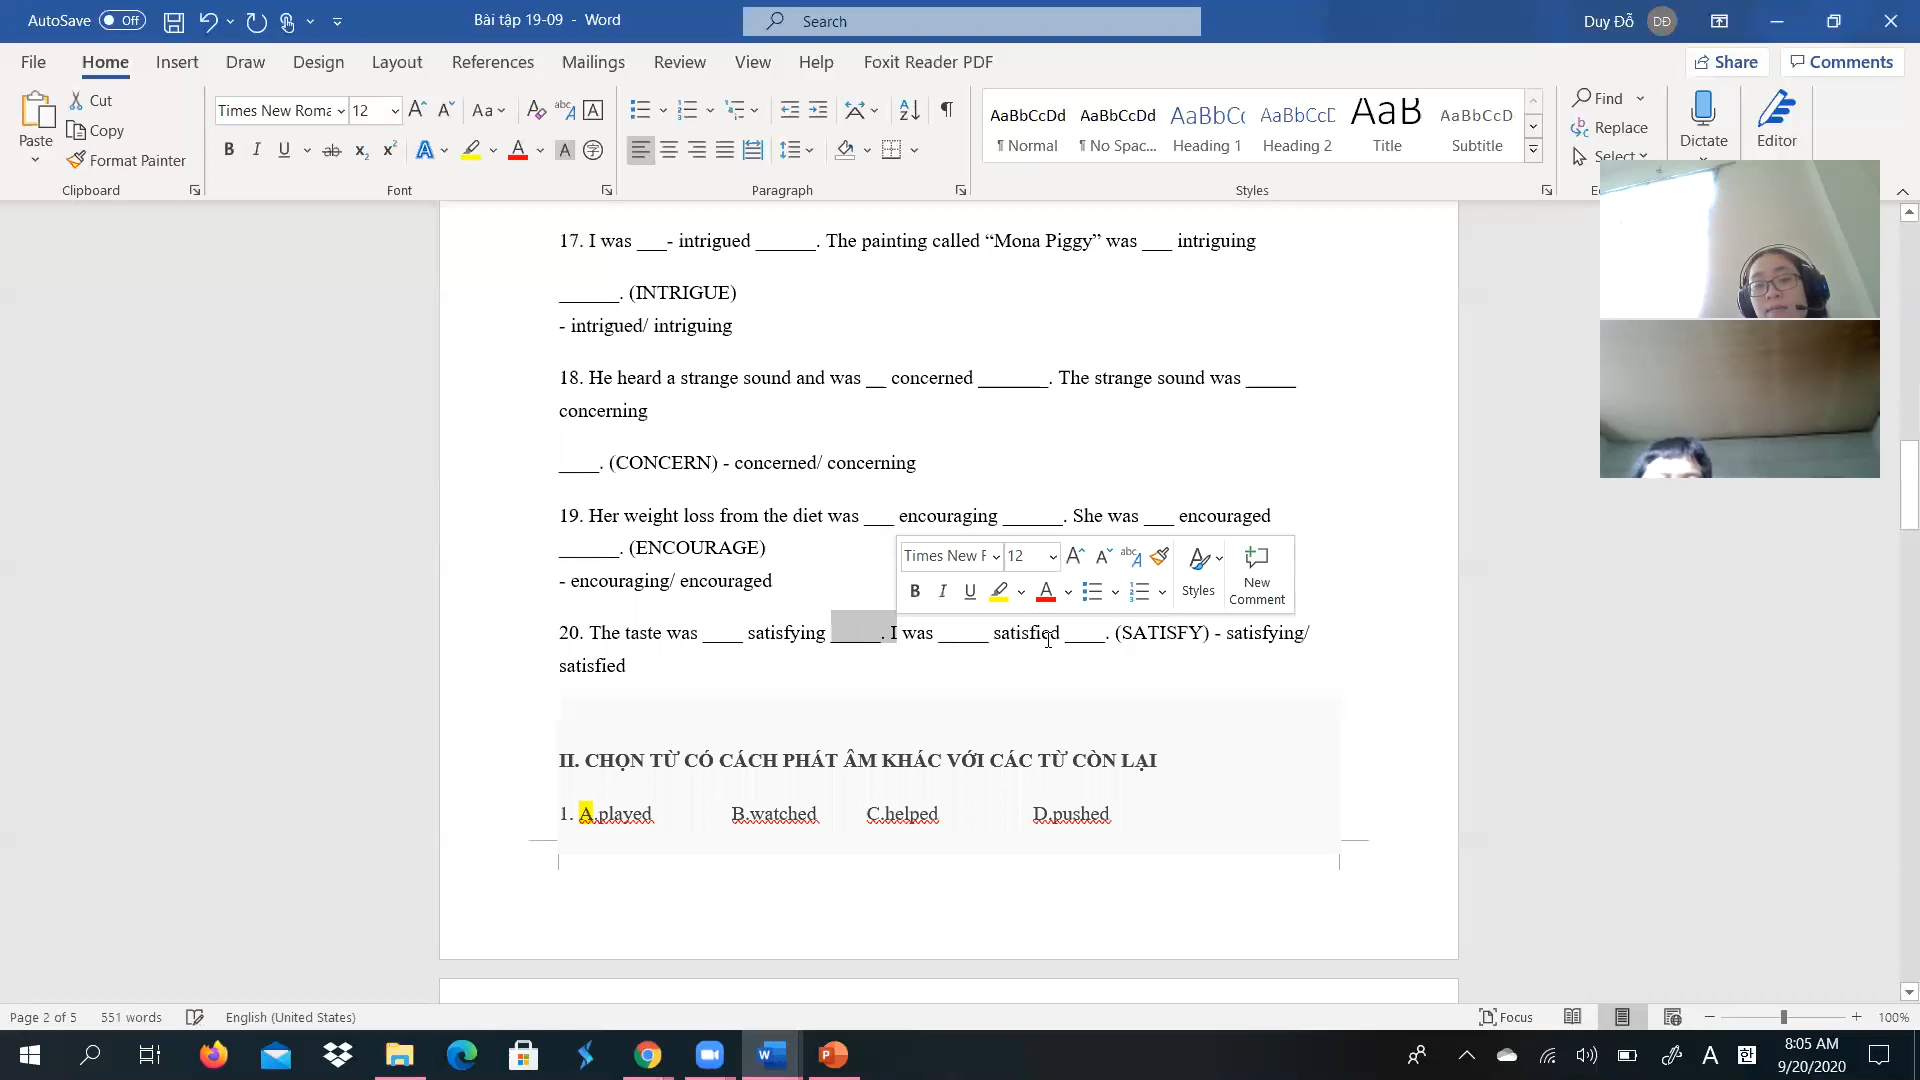 AutoSave Off Bài tập 19-09 - Word Search Duy Đỗ DĐ
File Home Insert Draw Design Layout References Mailings Review View Help Foxit Reader PDF Share Comments
Paste Cut Copy Format Painter Clipboard
Times New Roma 12 Aa Font
Paragraph
AaBbCcDd AaBbCcDd AaBbCc AaBbCcD AaB AaBbCcD
¶ Normal ¶ No Spac... Heading 1 Heading 2 Title Subtitle
Styles
Find Replace Select
Dictate Editor
17. I was ___- intrigued ______. The painting called “Mona Piggy” was ___ intriguing
______. (INTRIGUE)
- intrigued/ intriguing
18. He heard a strange sound and was __ concerned _______. The strange sound was _____
concerning
____. (CONCERN) - concerned/ concerning
19. Her weight loss from the diet was ___ encouraging ______. She was ___ encouraged
______. (ENCOURAGE)
- encouraging/ encouraged
Times New F 12
B I U A Styles New Comment
20. The taste was ____ satisfying _____. I was _____ satisfied ____. (SATISFY) - satisfying/
satisfied
II. CHỌN TỪ CÓ CÁCH PHÁT ÂM KHÁC VỚI CÁC TỪ CÒN LẠI
1. A.played B.watched C.helped D.pushed
Page 2 of 5 551 words English (United States) Focus 100%
8:05 AM
9/20/2020